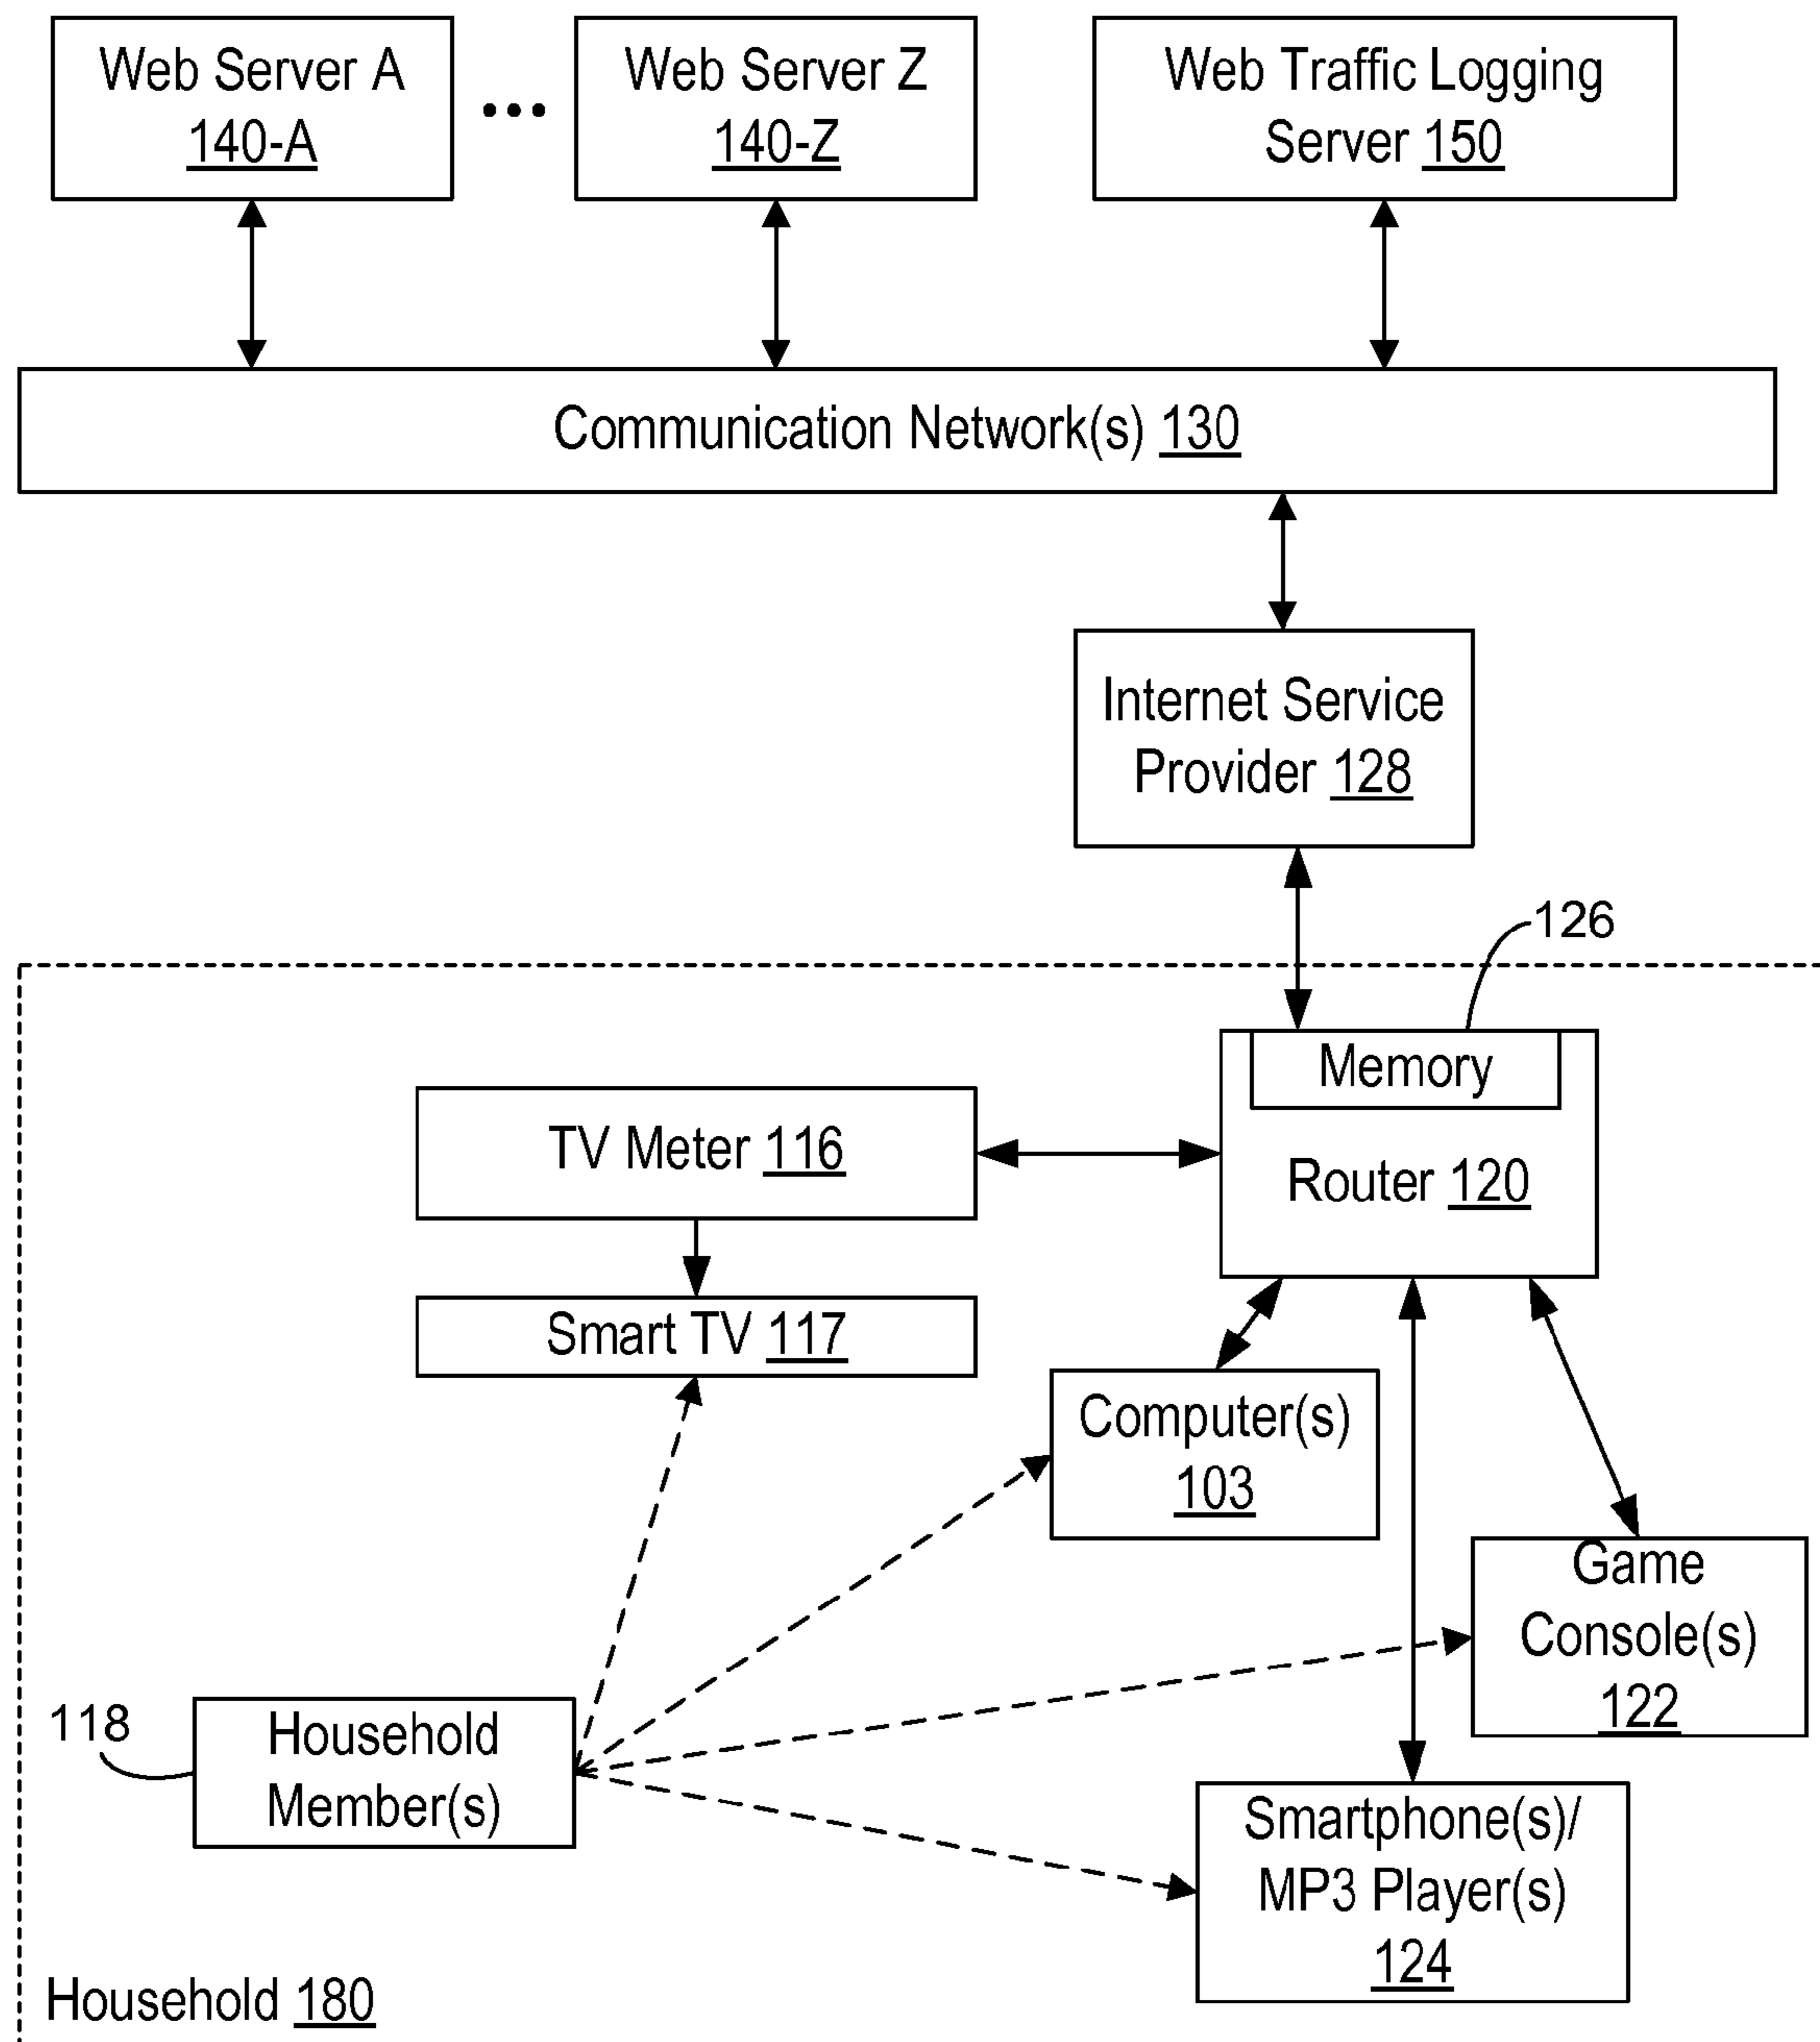 Web Server A
140-A
...
Web Server Z
140-Z
Web Traffic Logging
Server 150
Communication Network(s) 130
Internet Service
Provider 128
126
Memory
Router 120
TV Meter 116
Smart TV 117
Computer(s)
103
Game
Console(s)
122
118
Household
Member(s)
Smartphone(s)/
MP3 Player(s)
124
Household 180